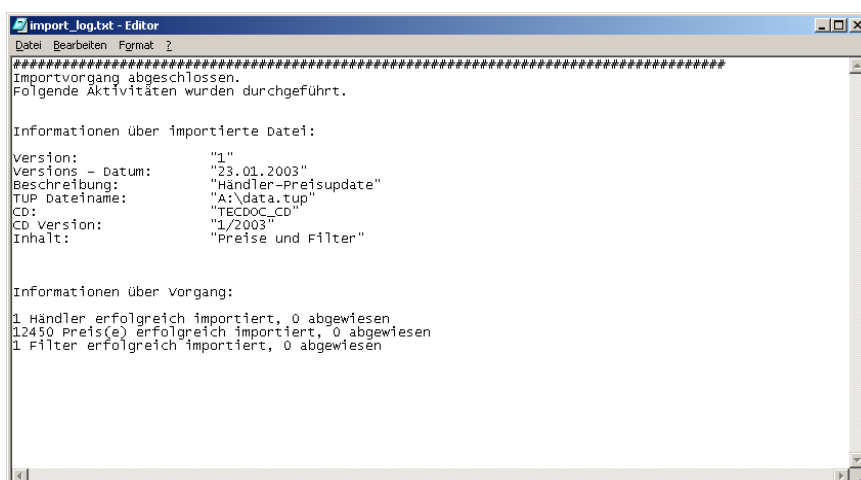 import_log.txt - Editor
Datei Bearbeiten Format ?
########################################################################################
Importvorgang abgeschlossen.
Folgende Aktivitäten wurden durchgeführt.
Informationen über importierte Datei:
Version: "1"
Versions - Datum: "23.01.2003"
Beschreibung: "Händler-Preisupdate"
TUP Dateiname: "A:\data.tup"
CD: "TECDOC_CD"
CD Version: "1/2003"
Inhalt: "Preise und Filter"
Informationen über Vorgang:
1 Händler erfolgreich importiert, 0 abgewiesen
12450 Preis(e) erfolgreich importiert, 0 abgewiesen
1 Filter erfolgreich importiert, 0 abgewiesen